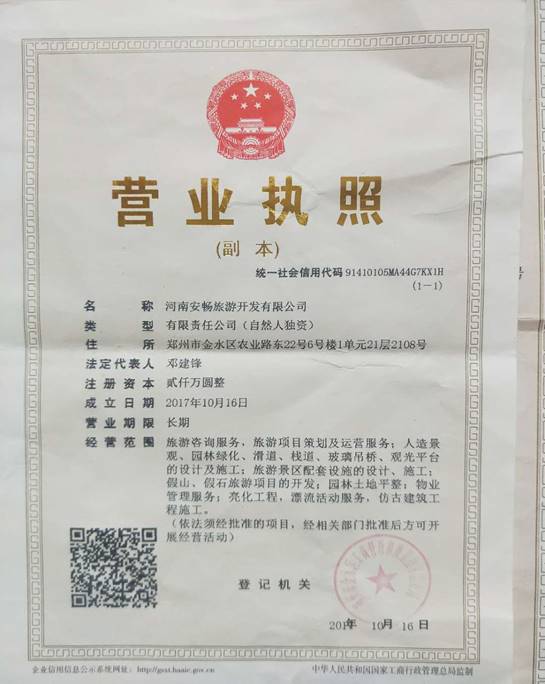 营业执照
(副 本)
统一社会信用代码 91410105MA44G7KX1H
(1-1)
名 称 河南安畅旅游开发有限公司
类 型 有限责任公司（自然人独资）
住 所 郑州市金水区农业路东22号6号楼1单元21层2108号
法定代表人 邓建锋
注册资本 贰仟万圆整
成立日期 2017年10月16日
营业期限 长期
经营范围 旅游咨询服务，旅游项目策划及运营服务；人造景
观、园林绿化、滑道、栈道、玻璃吊桥、观光平台
的设计及施工；旅游景区配套设施的设计、施工；
假山、假石旅游项目的开发；园林土地平整；物业
管理服务；亮化工程，漂流活动服务，仿古建筑工
程施工。
（依法须经批准的项目，经相关部门批准后方可开
展经营活动）
登记机关
年 10月 16日
企业信用信息公示系统网址：http://gsxt.haaic.gov.cn
中华人民共和国国家工商行政管理总局监制